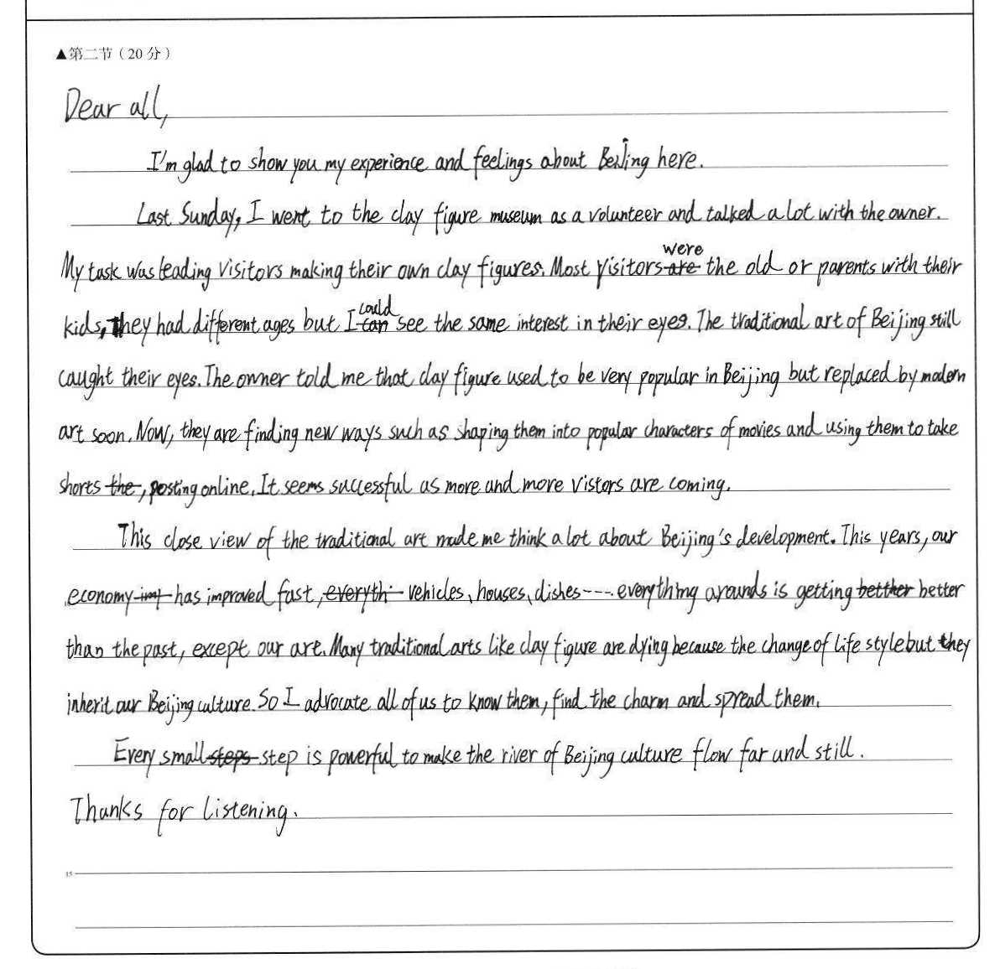 ▲第二节（20 分）
Dear all,
I'm glad to show you my experience and feelings about Beijing here.
Last Sunday, I went to the clay figure museum as a volunteer and talked a lot with the owner.
My task was leading visitors making their own clay figures. Most visitors are were the old or parents with their
kids, They had different ages but I can could see the same interest in their eyes. The traditional art of Beijing still
caught their eyes. The owner told me that clay figure used to be very popular in Beijing but replaced by modern
art soon. Now, they are finding new ways such as shaping them into popular characters of movies and using them to take
shorts the, posting online. It seems successful as more and more vistors are coming.
This close view of the traditional art made me think a lot about Beijing's development. This years, our
economy imp has improved fast, everythi vehicles、houses、dishes---- everything arounds is getting betther better
than the past, except our art. Many traditional arts like clay figure are dying because the change of life style but they
inherit our Beijing culture. So I advocate all of us to know them, find the charm and spread them.
Every small steps step is powerful to make the river of Beijing culture flow far and still.
Thanks for listening.
15